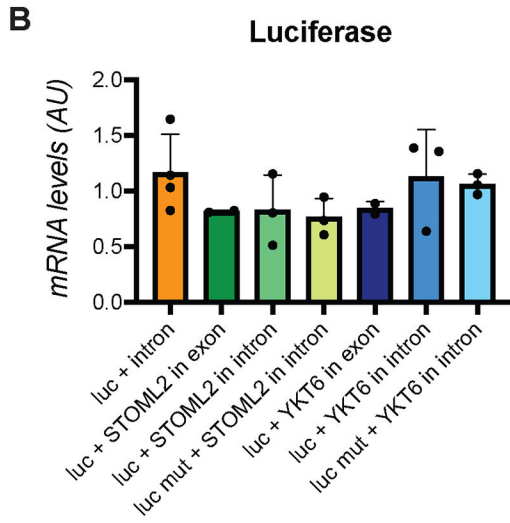 B
Luciferase
mRNA levels (AU)
2.0
1.5
1.0
0.5
0.0
luc + intron
luc + STOML2 in exon
luc + STOML2 in intron
luc mut + STOML2 in intron
luc + YKT6 in exon
luc + YKT6 in intron
luc mut + YKT6 in intron